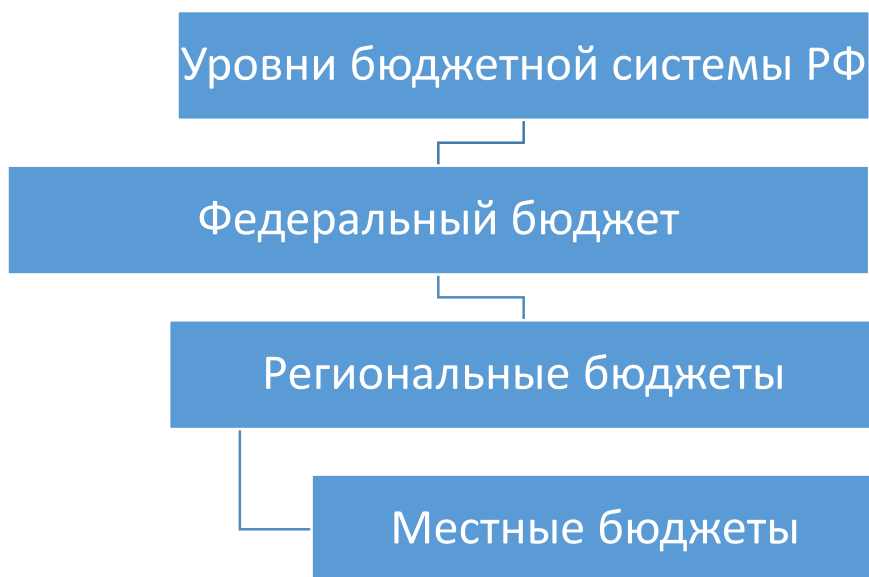 Уровни бюджетной системы РФ
Федеральный бюджет
Региональные бюджеты
Местные бюджеты